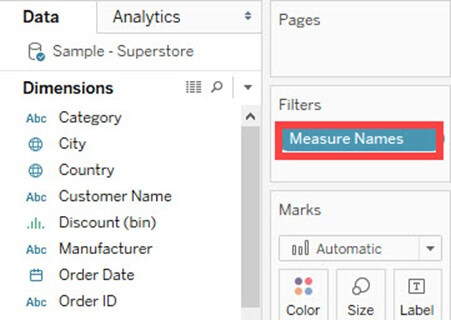 Data
Analytics
Sample - Superstore
Dimensions
Abc Category
City
Country
Abc Customer Name
Discount (bin)
Abc Manufacturer
Order Date
Abc Order ID
Pages
Filters
Measure Names
Marks
Automatic
Color
Size
T
Label